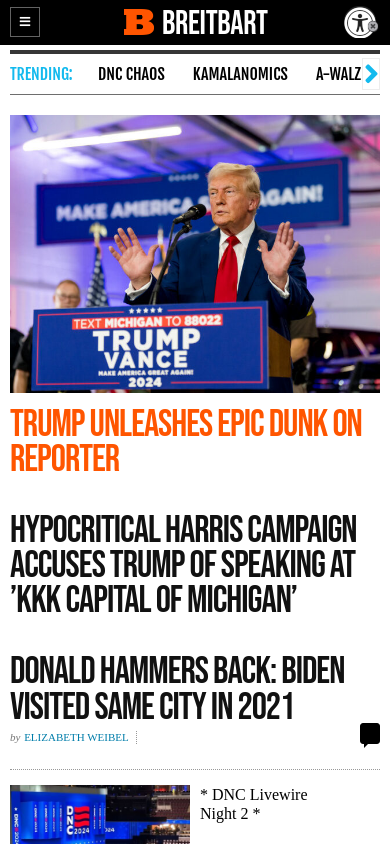 BREITBART
TRENDING: DNC CHAOS KAMALANOMICS A-WALZ
MAKE AMERICA GREAT AGAIN!
TEXT MICHIGAN TO 88022
TRUMP
VANCE
MAKE AMERICA GREAT AGAIN!
2024
TRUMP UNLEASHES EPIC DUNK ON
REPORTER
HYPOCRITICAL HARRIS CAMPAIGN
ACCUSES TRUMP OF SPEAKING AT
’KKK CAPITAL OF MICHIGAN’
DONALD HAMMERS BACK: BIDEN
VISITED SAME CITY IN 2021
by ELIZABETH WEIBEL
* DNC Livewire
Night 2 *
DNC
2024